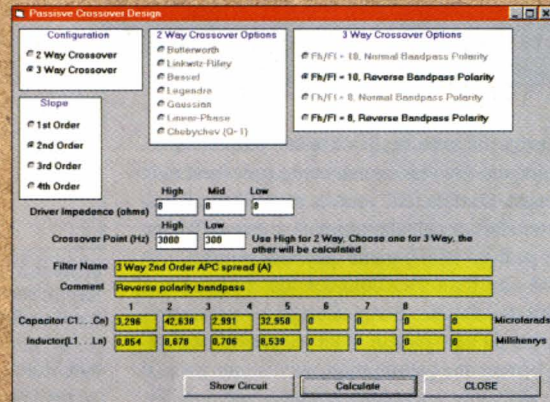 Passisve Crossover Design
Configuration
2 Way Crossover
3 Way Crossover
Slope
1st Order
2nd Order
3rd Order
4th Order
2 Way Crossover Options
Butterworth
Linkwitz-Riley
Bessel
Legendre
Gaussian
Linear-Phase
Chebychev (Q-1)
3 Way Crossover Options
Fh/Fl = 10, Normal Bandpass Polarity
Fh/Fl = 10, Reverse Bandpass Polarity
Fh/Fl = 8, Normal Bandpass Polarity
Fh/Fl = 8, Reverse Bandpass Polarity
High Mid Low
Driver Impedence (ohms) 8 8 8
High Low
Crossover Point (Hz) 3000 300 Use High for 2 Way, Choose one for 3 Way, the
other will be calculated
Filter Name 3 Way 2nd Order APC spread (A)
Comment Reverse polarity bandpass
1 2 3 4 5 6 7 8
Capacitor C1. . .Cn) 3,296 42,638 2,991 32,958 0 0 0 0 Microfarads
Inductor(L1. . .Ln) 0,854 8,678 0,706 8,539 0 0 0 0 Millihenrys
Show Circuit Calculate CLOSE